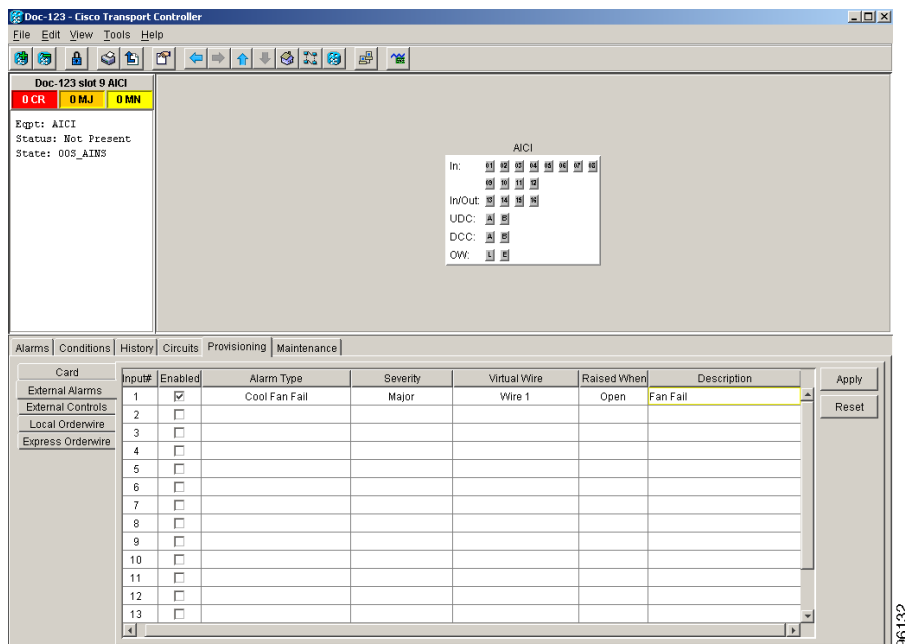 Doc-123 - Cisco Transport Controller
File Edit View Tools Help
Doc-123 slot 9 AICI
0 CR 0 MJ 0 MN
Eqpt: AICI
Status: Not Present
State: OOS_AINS
AICI
In: 01 02 03 04 05 06 07 08
09 10 11 12
In/Out: 13 14 15 16
UDC: A B
DCC: A B
OW: L E
Alarms Conditions History Circuits Provisioning Maintenance
Card
External Alarms
External Controls
Local Orderwire
Express Orderwire
Input# Enabled Alarm Type Severity Virtual Wire Raised When Description
1 Cool Fan Fail Major Wire 1 Open Fan Fail
2
3
4
5
6
7
8
9
10
11
12
13
Apply
Reset
96132